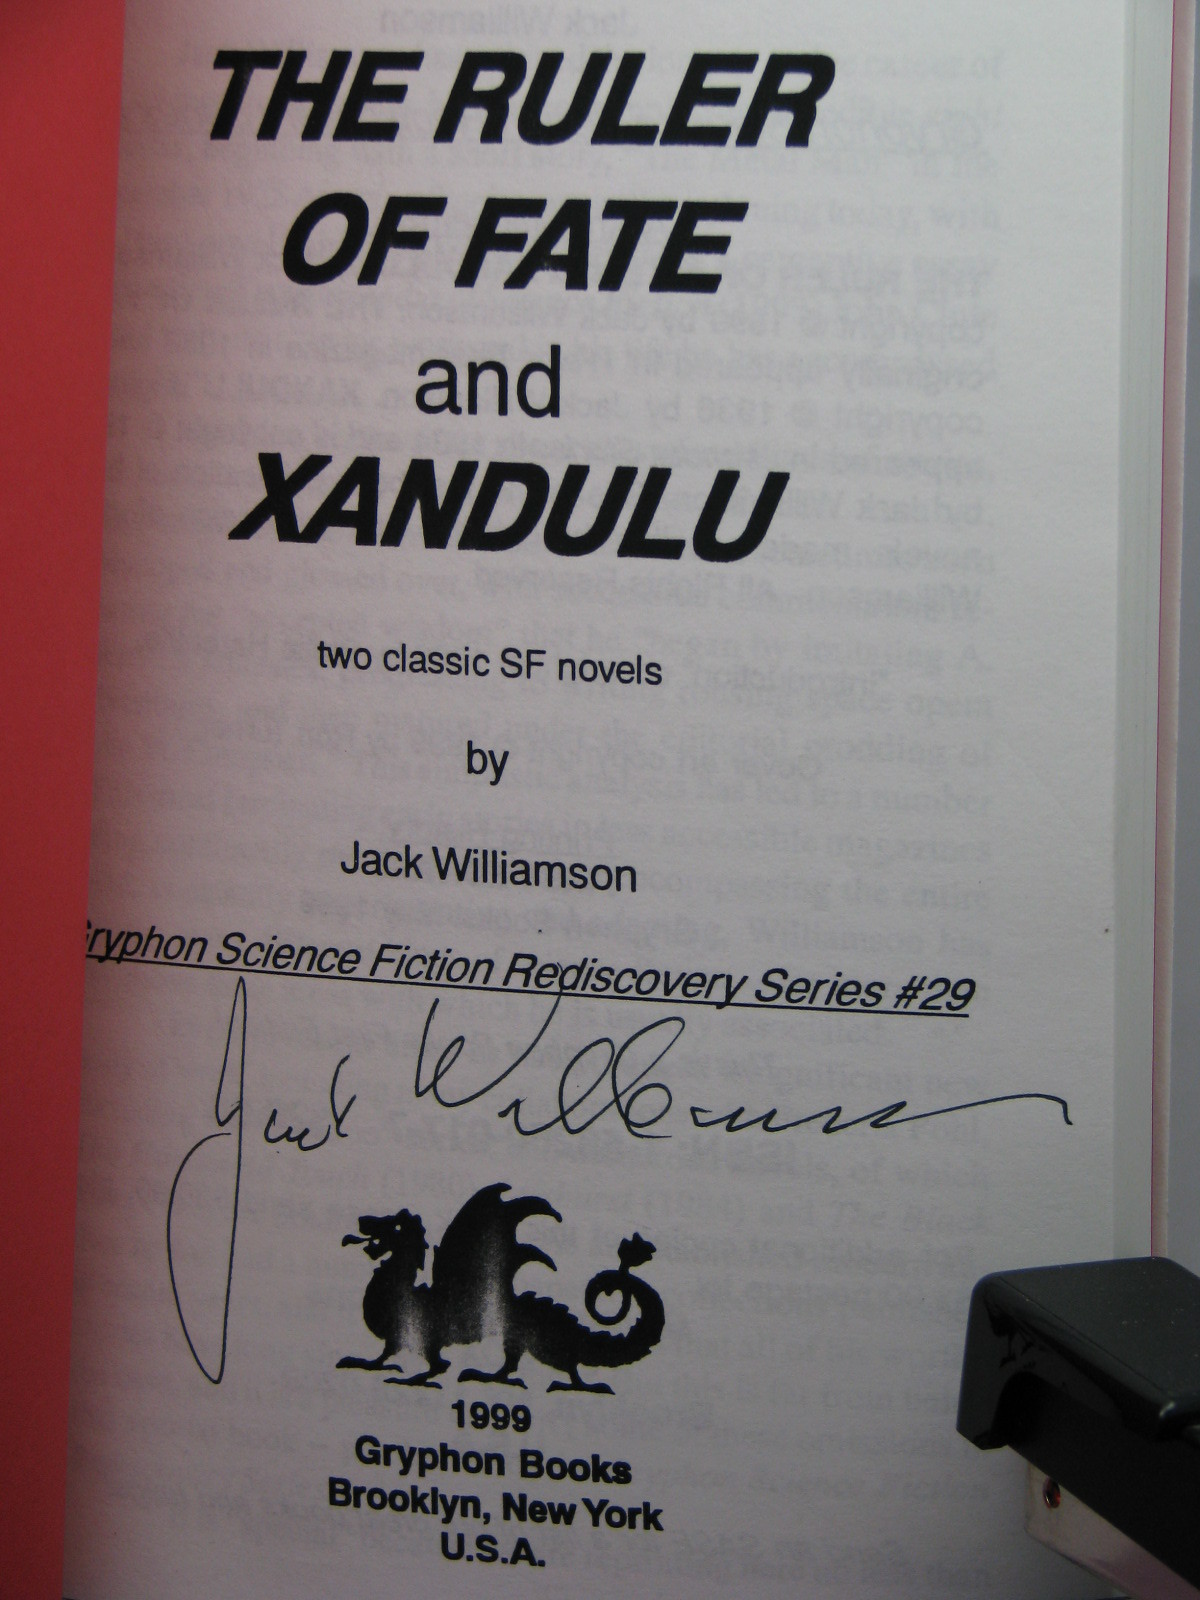 THE RULER
OF FATE
and
XANDULU
two classic SF novels
by
Jack Williamson
Gryphon Science Fiction Rediscovery Series #29
Jack Williamson
1999
Gryphon Books
Brooklyn, New York
U.S.A.